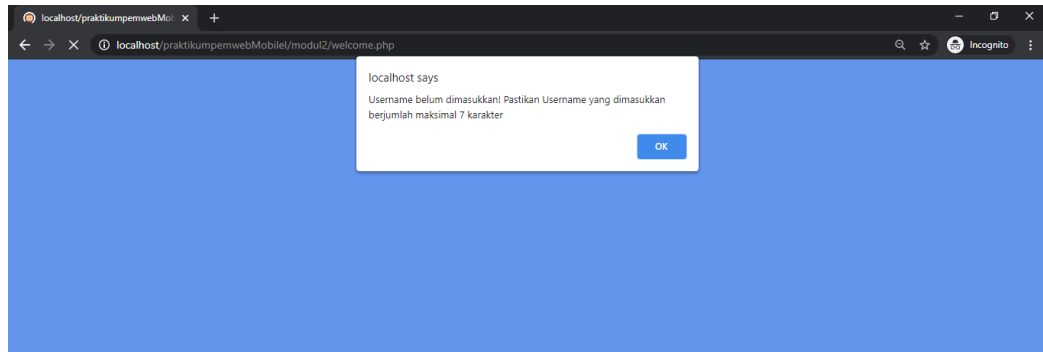 localhost/praktikumpemwebMobi
localhost/praktikumpemwebMobilel/modul2/welcome.php
Incognito
localhost says
Username belum dimasukkan! Pastikan Username yang dimasukkan
berjumlah maksimal 7 karakter
OK